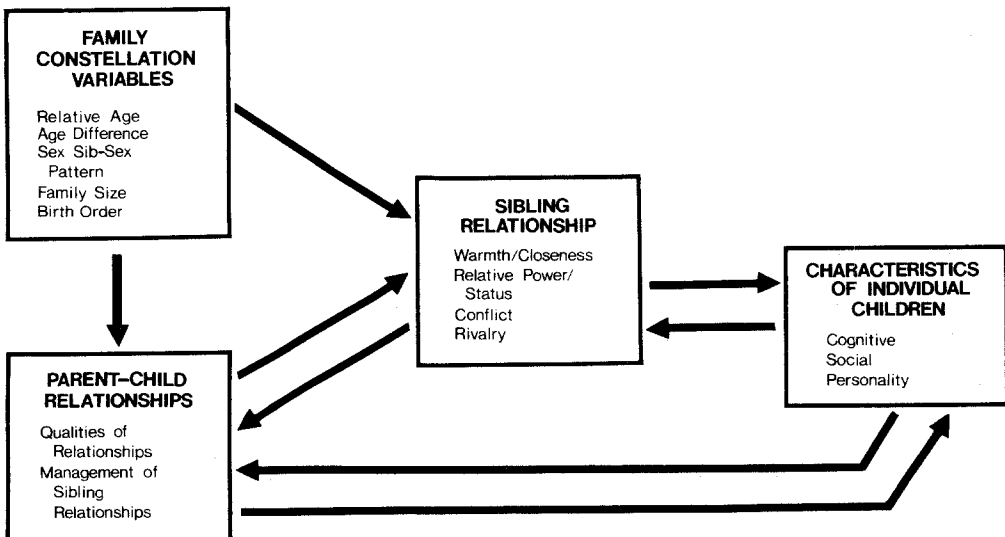 FAMILY
CONSTELLATION
VARIABLES
Relative Age
Age Difference
Sex Sib-Sex
Pattern
Family Size
Birth Order
SIBLING
RELATIONSHIP
Warmth/Closeness
Relative Power/
Status
Conflict
Rivalry
CHARACTERISTICS
OF INDIVIDUAL
CHILDREN
Cognitive
Social
Personality
PARENT–CHILD
RELATIONSHIPS
Qualities of
Relationships
Management of
Sibling
Relationships